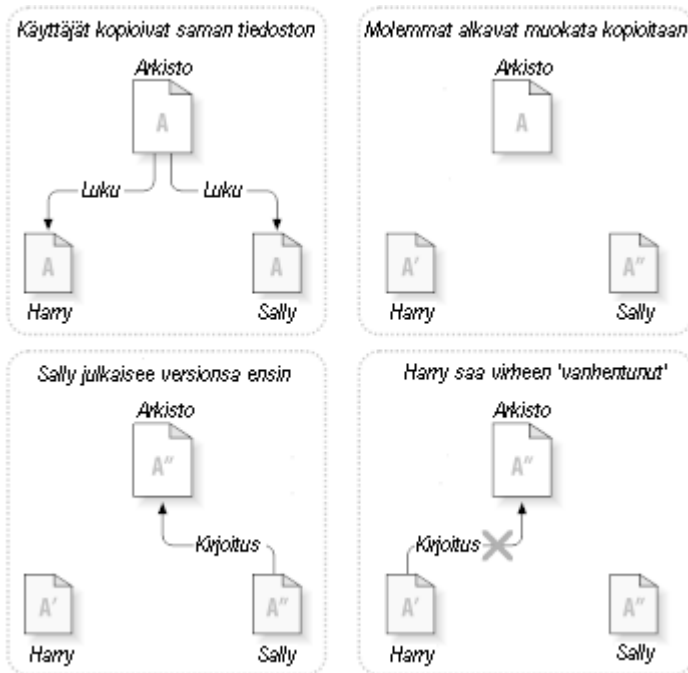 Käyttäjät kopioivat saman tiedoston
Arkisto
A
Luku
Luku
A
A
Harry
Sally
Molemmat alkavat muokata kopioitaan
Arkisto
A
A′
A″
Harry
Sally
Sally julkaisee versionsa ensin
Arkisto
A″
Kirjoitus
A′
A″
Harry
Sally
Harry saa virheen 'vanhentunut'
Arkisto
A″
Kirjoitus
A′
A″
Harry
Sally